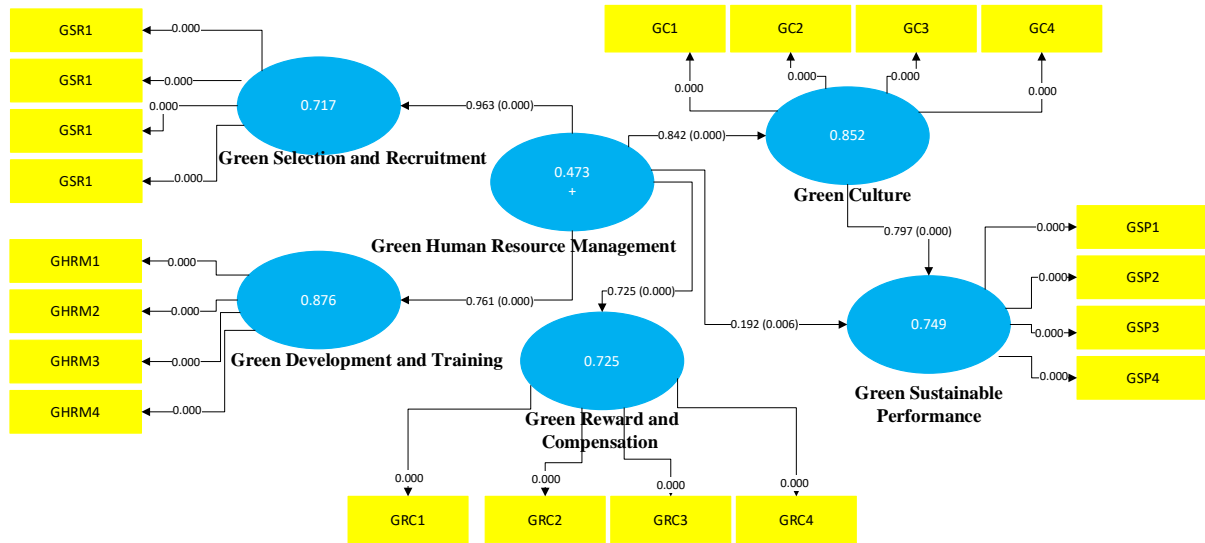 GSR1
0.000
GSR1
0.000
GSR1
0.000
GSR1
0.000
0.717
Green Selection and Recruitment
0.963 (0.000)
GC1
GC2
GC3
GC4
0.000
0.000
0.000
0.000
0.852
Green Culture
0.842 (0.000)
0.473
+
Green Human Resource Management
0.797 (0.000)
GHRM1
0.000
GHRM2
0.000
GHRM3
0.000
GHRM4
0.000
0.876
Green Development and Training
0.761 (0.000)
0.725 (0.000)
0.192 (0.006)
0.725
Green Reward and
Compensation
0.749
Green Sustainable
Performance
0.000
GSP1
0.000
GSP2
0.000
GSP3
0.000
GSP4
0.000
0.000
0.000
0.000
GRC1
GRC2
GRC3
GRC4